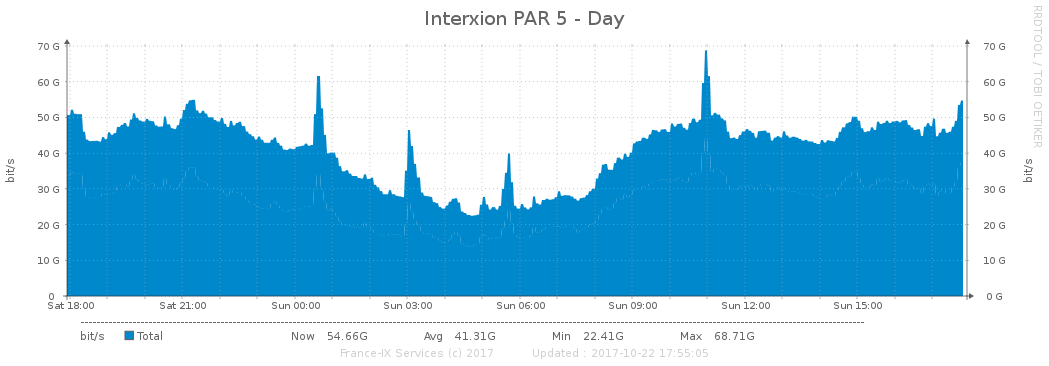 Interxion PAR 5 - Day
RRDTOOL / TOBI OETIKER
bit/s
70 G 70 G
60 G 60 G
50 G 50 G
40 G 40 G
30 G 30 G
20 G 20 G
10 G 10 G
0 0 G
bit/s
Sat 18:00 Sat 21:00 Sun 00:00 Sun 03:00 Sun 06:00 Sun 09:00 Sun 12:00 Sun 15:00
bit/s Total Now 54.66G Avg 41.31G Min 22.41G Max 68.71G
France-IX Services (c) 2017 Updated : 2017-10-22 17:55:05